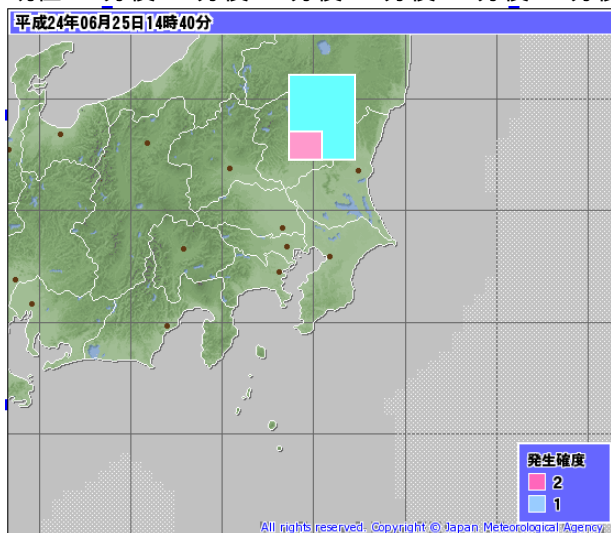 平成24年06月25日14時40分
発生確度
2
1
All rights reserved. Copyright © Japan Meteorological Agency.